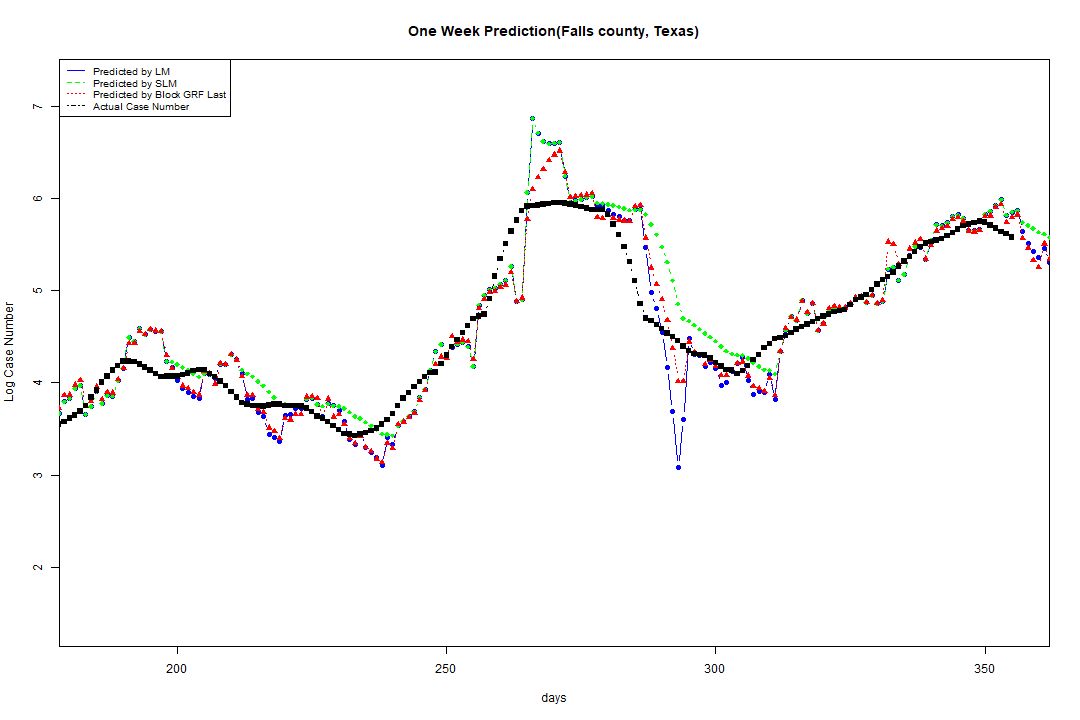 One Week Prediction(Falls county, Texas)
Predicted by LM
Predicted by SLM
Predicted by Block GRF Last
Actual Case Number
7
6
5
4
3
2
Log Case Number
200
250
300
350
days